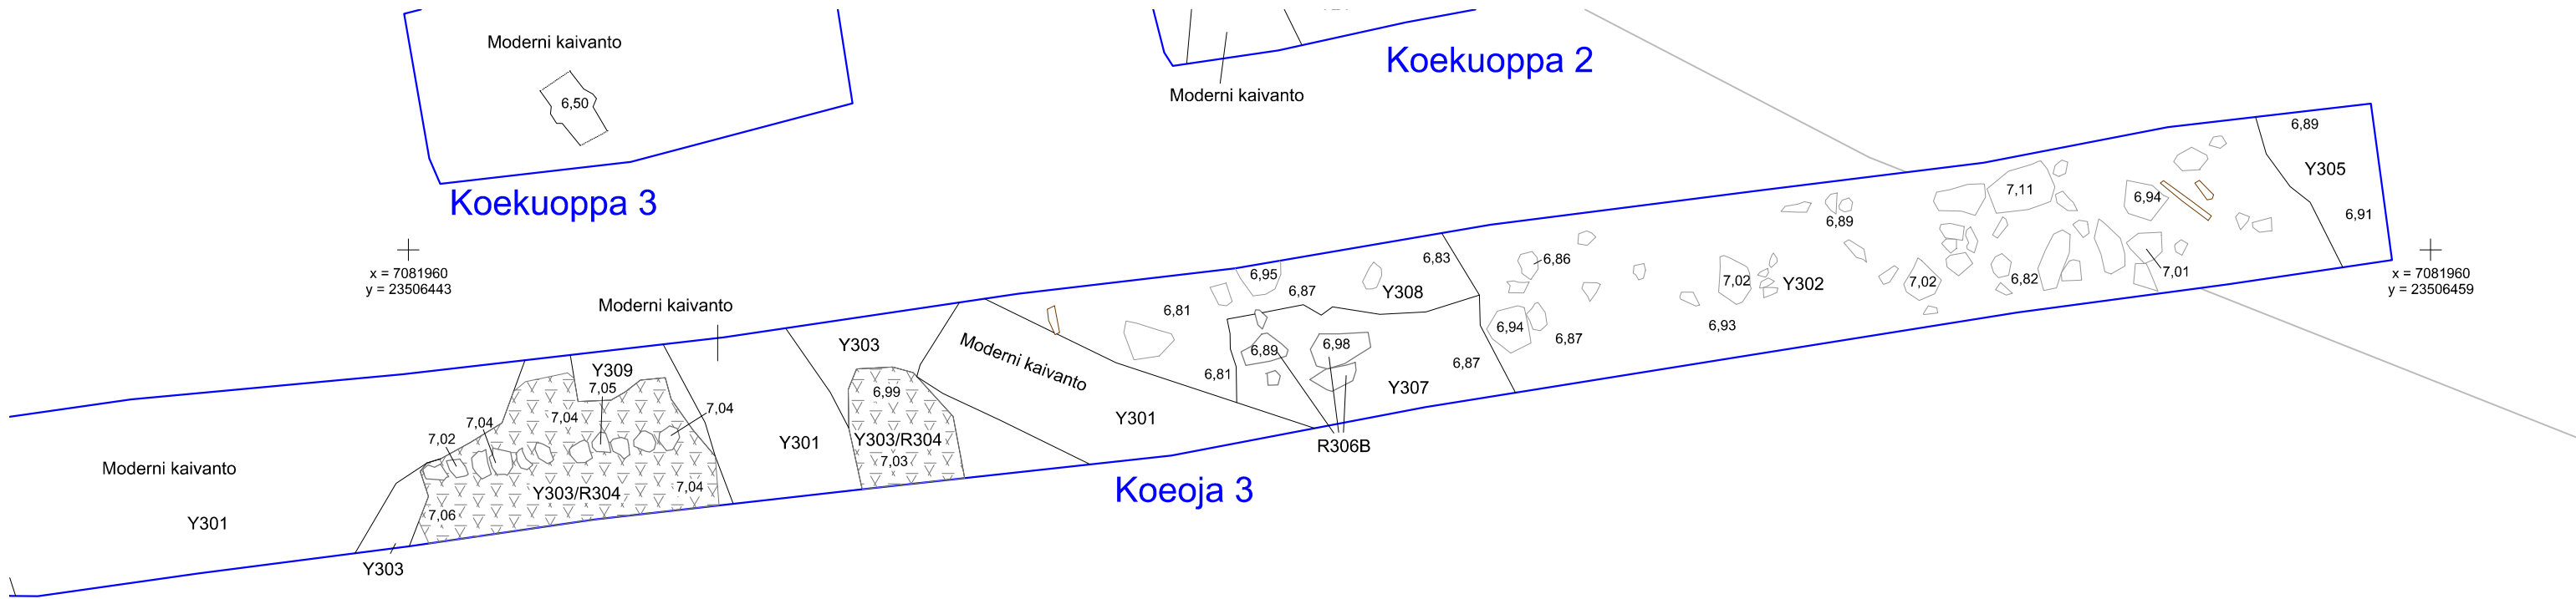 Moderni kaivanto
6,50
Koekuoppa 3
Koekuoppa 2
Moderni kaivanto
x = 7081960
y = 23506443
Moderni kaivanto
6,89
Y305
6,91
x = 7081960
y = 23506459
7,11
6,94
6,89
7,01
6,82
7,02
Y302
7,02
6,93
6,86
6,87
6,94
6,83
Y308
6,87
6,95
6,81
6,81
6,89
6,98
Y307
6,87
R306B
Moderni kaivanto
Y301
Koeoja 3
Y303
6,99
Y303/R304
7,03
Y301
Y309
7,05
7,04
7,04
7,04
7,02
Y303/R304
7,04
7,06
Moderni kaivanto
Y301
Y303